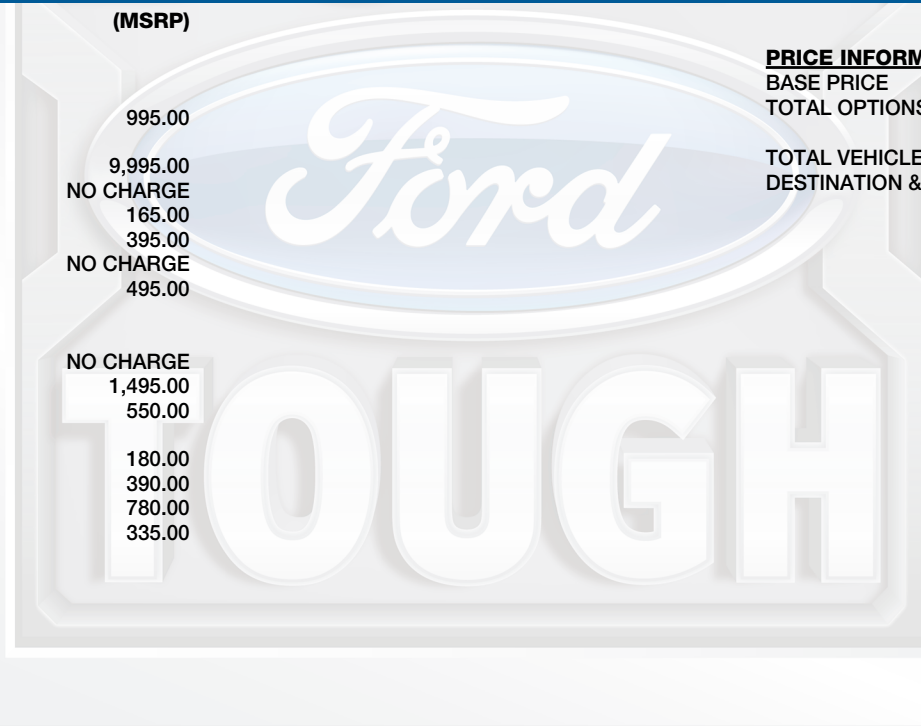 (MSRP)
995.00
9,995.00
NO CHARGE
165.00
395.00
NO CHARGE
495.00
NO CHARGE
1,495.00
550.00
180.00
390.00
780.00
335.00
PRICE INFORM
BASE PRICE
TOTAL OPTIONS
TOTAL VEHICLE
DESTINATION &
Ford
TOUGH